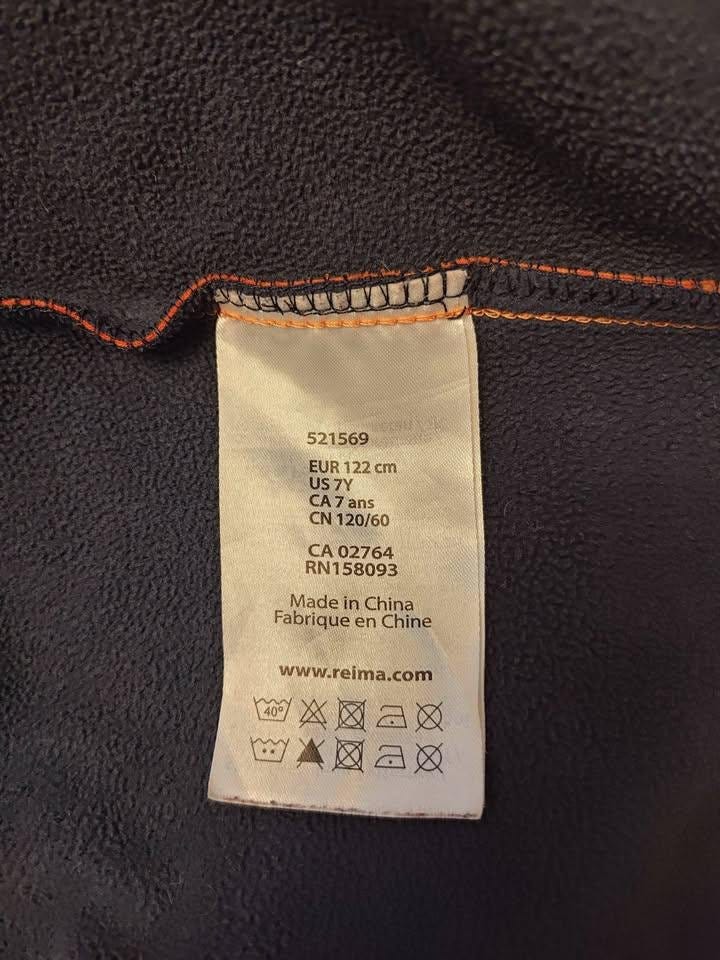 521569
EUR 122 cm
US 7Y
CA 7 ans
CN 120/60
CA 02764
RN158093
Made in China
Fabrique en Chine
www.reima.com
40°